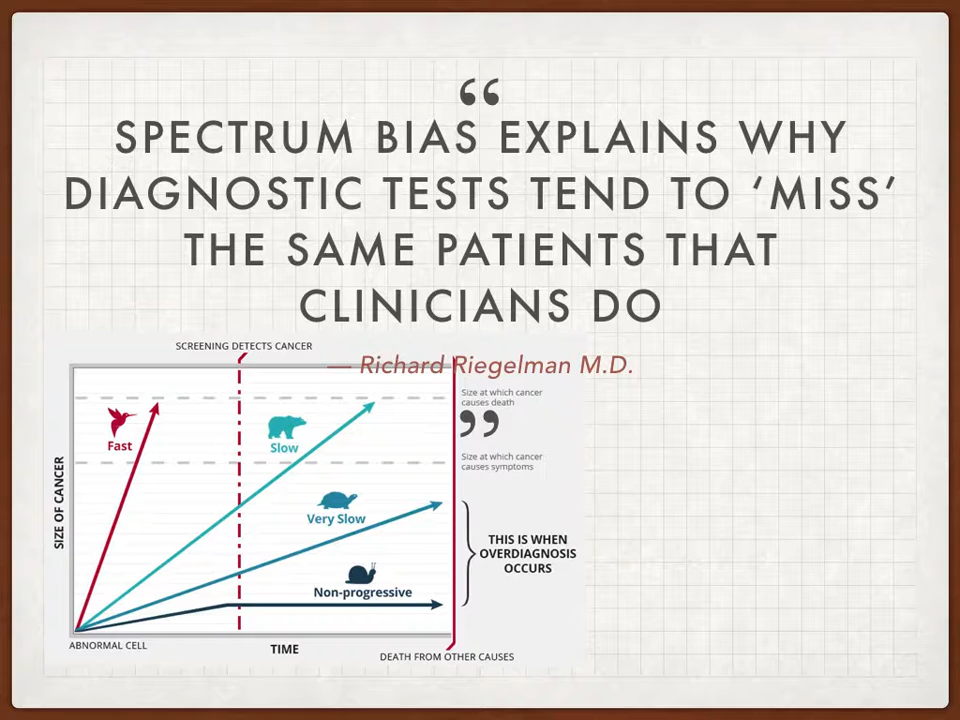 “
SPECTRUM BIAS EXPLAINS WHY
DIAGNOSTIC TESTS TEND TO ‘MISS’
THE SAME PATIENTS THAT
CLINICIANS DO
— Richard Riegelman M.D.
”
SCREENING DETECTS CANCER
Size at which cancer
causes death
Fast
Slow
Size at which cancer
causes symptoms
SIZE OF CANCER
Very Slow
THIS IS WHEN
OVERDIAGNOSIS
OCCURS
Non-progressive
ABNORMAL CELL
TIME
DEATH FROM OTHER CAUSES